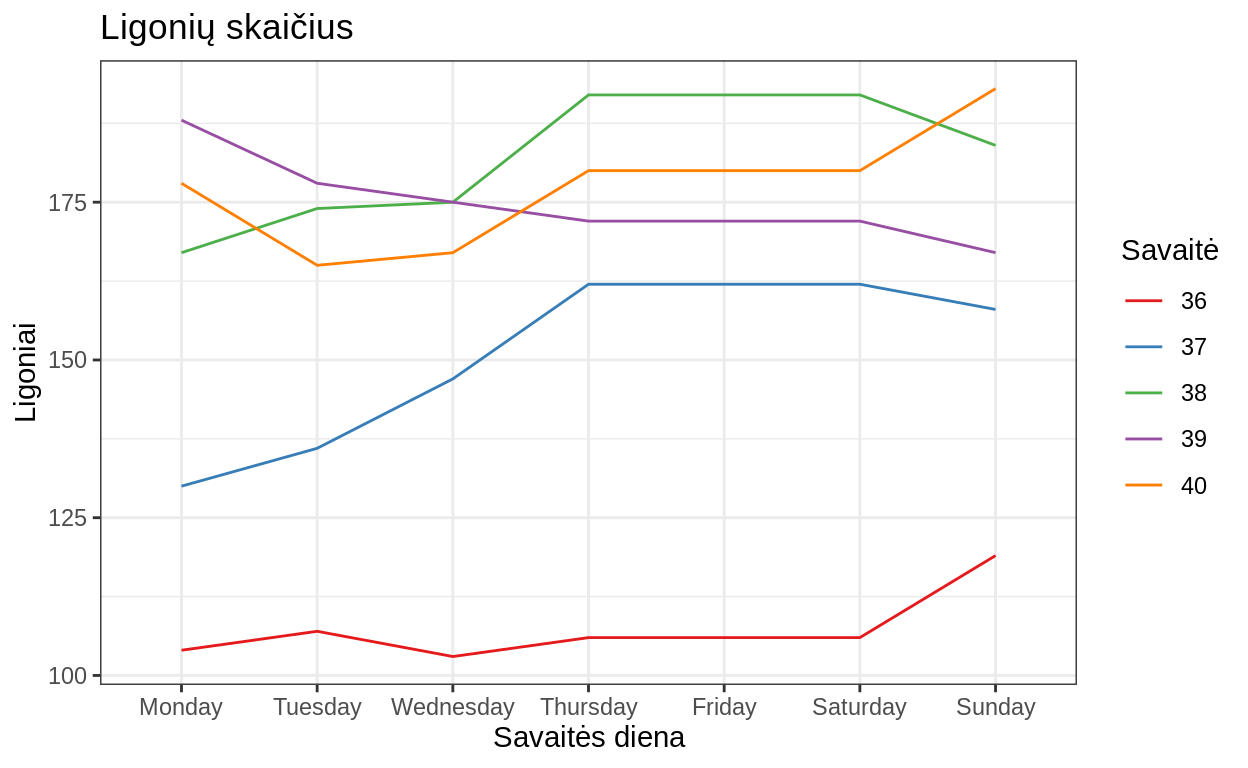 Ligonių skaičius
Ligoniai
175
150
125
100
Monday Tuesday Wednesday Thursday Friday Saturday Sunday
Savaitės diena
Savaitė
36
37
38
39
40